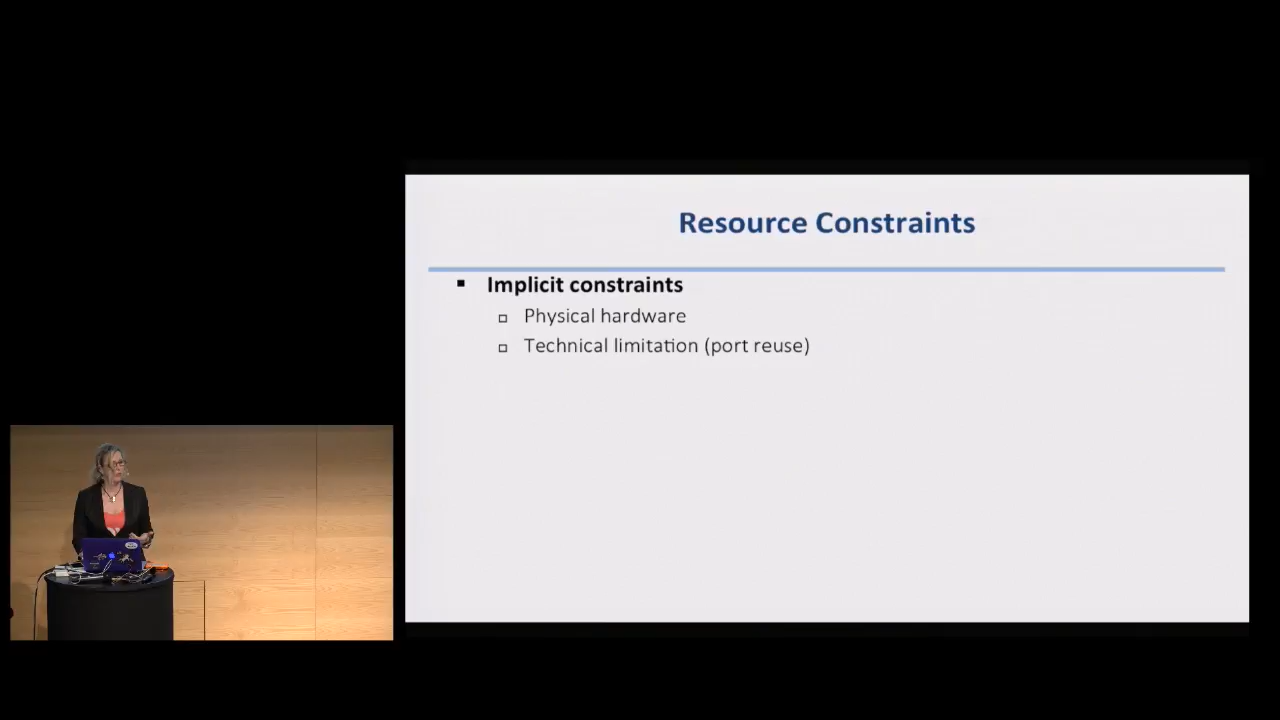 Resource Constraints
Implicit constraints
Physical hardware
Technical limitation (port reuse)